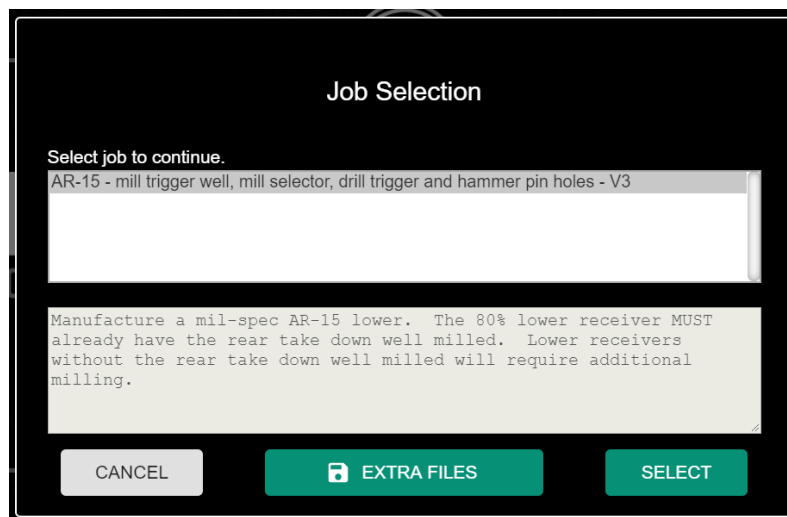 Job Selection
Select job to continue.
AR-15 - mill trigger well, mill selector, drill trigger and hammer pin holes - V3
Manufacture a mil-spec AR-15 lower.  The 80% lower receiver MUST
already have the rear take down well milled.  Lower receivers
without the rear take down well milled will require additional
milling.
CANCEL
EXTRA FILES
SELECT